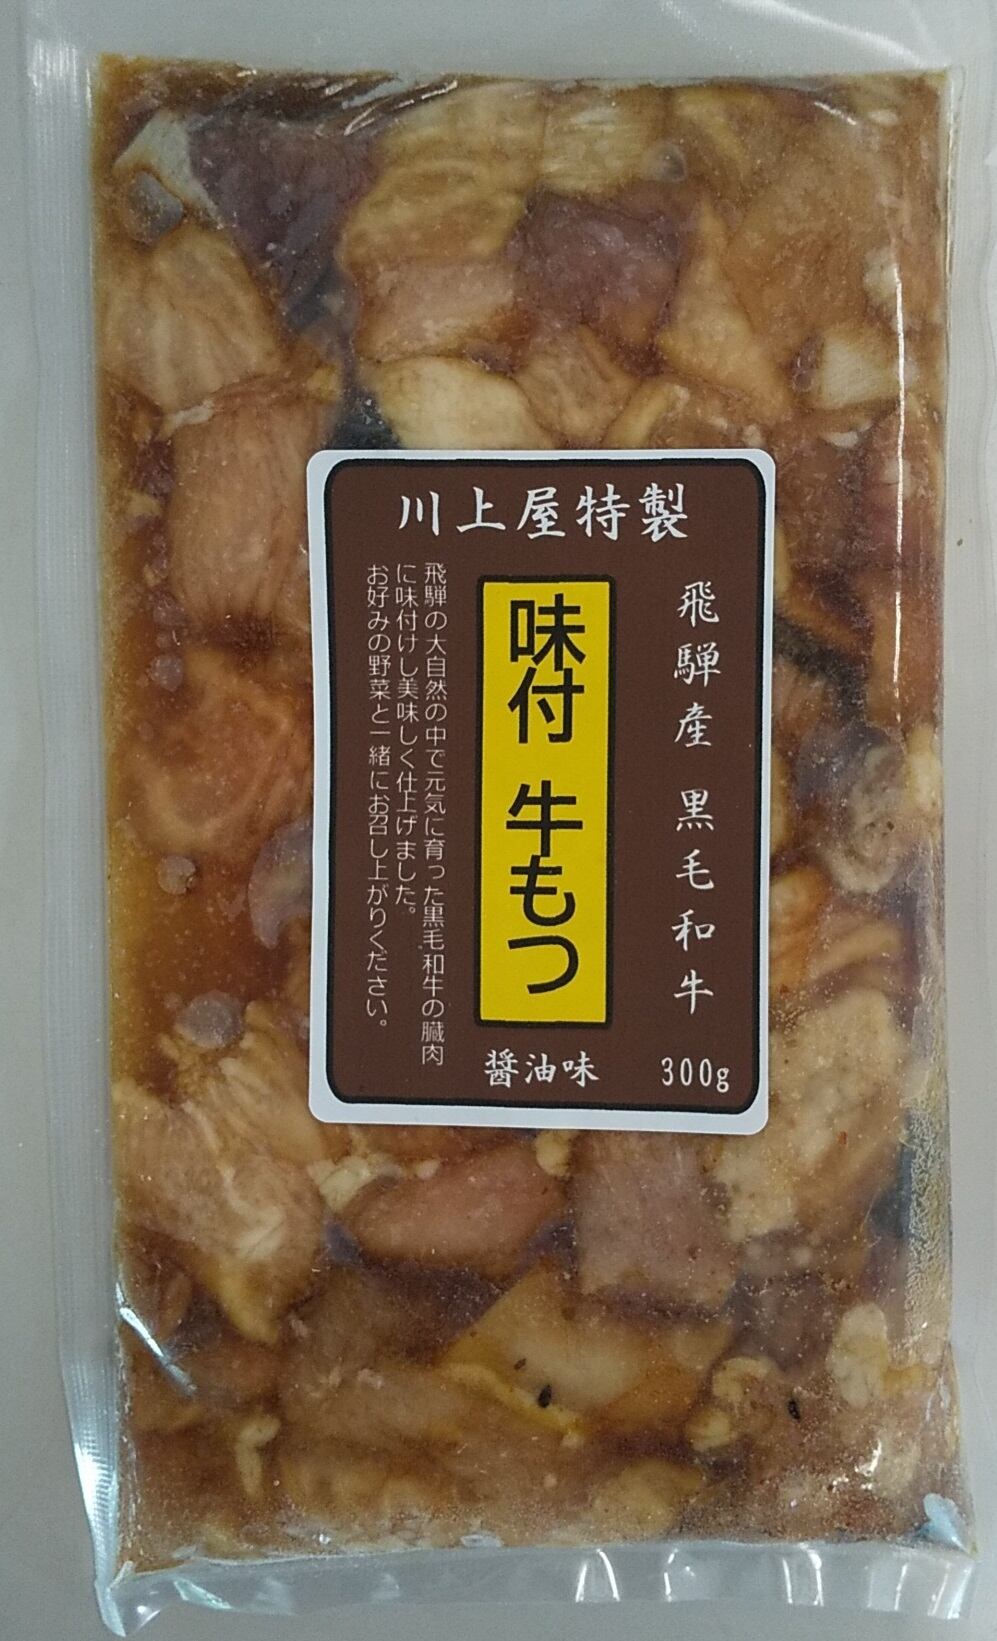 川上屋特製
飛騨産 黒毛和牛
味付 牛もつ
飛騨の大自然の中で元気に育った黒毛和牛の臓肉
に味付けし美味しく仕上げました。
お好みの野菜と一緒にお召し上がりください。
醤油味 300g